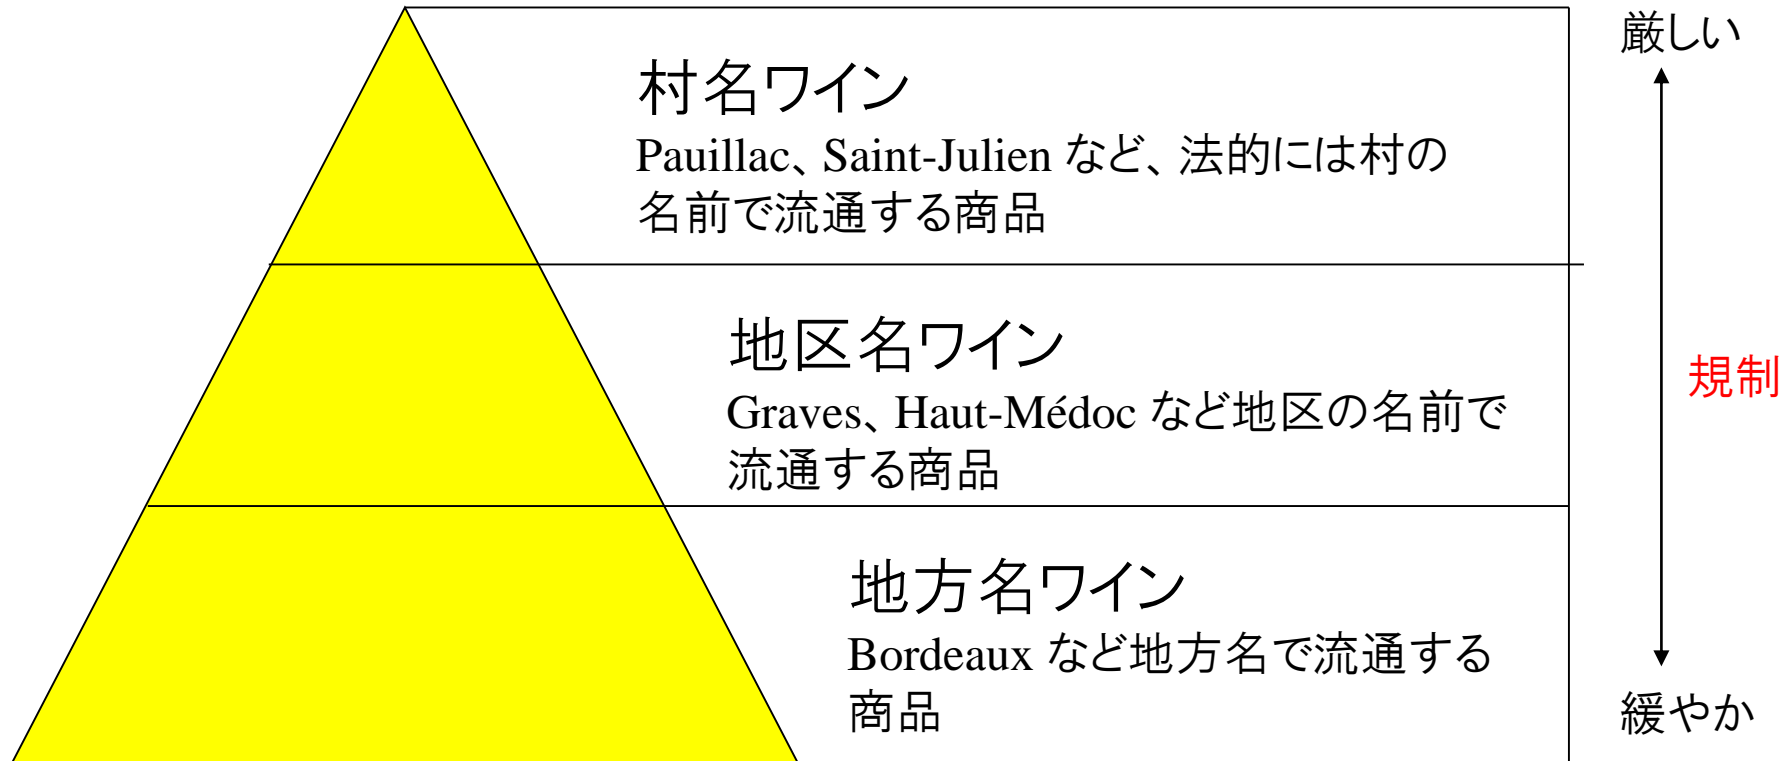 厳しい
村名ワイン
Pauillac、Saint-Julien など、法的には村の
名前で流通する商品
地区名ワイン
Graves、Haut-Médoc など地区の名前で
流通する商品
規制
地方名ワイン
Bordeaux など地方名で流通する
商品
緩やか